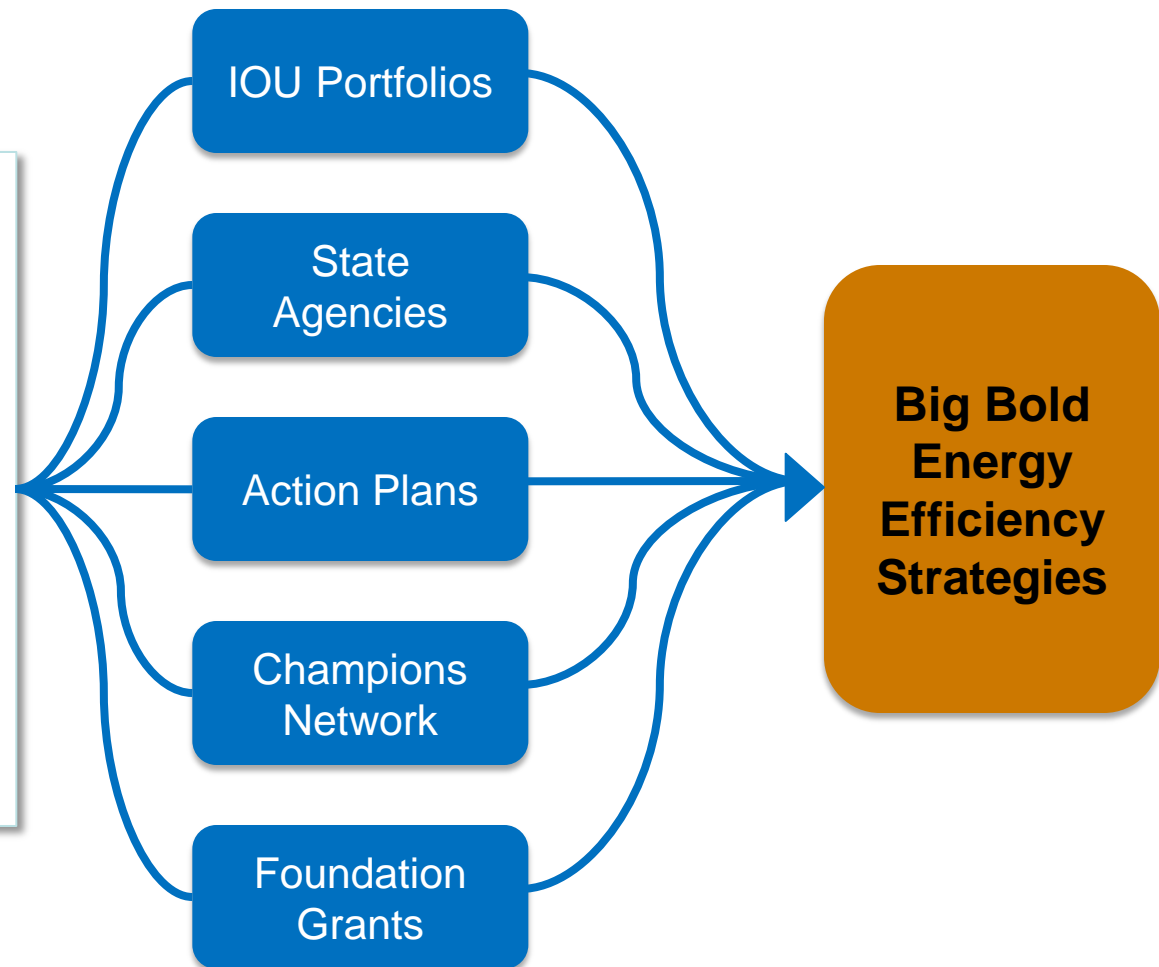 IOU Portfolios
State
Agencies
Action Plans
Champions
Network
Foundation
Grants
Big Bold
Energy
Efficiency
Strategies